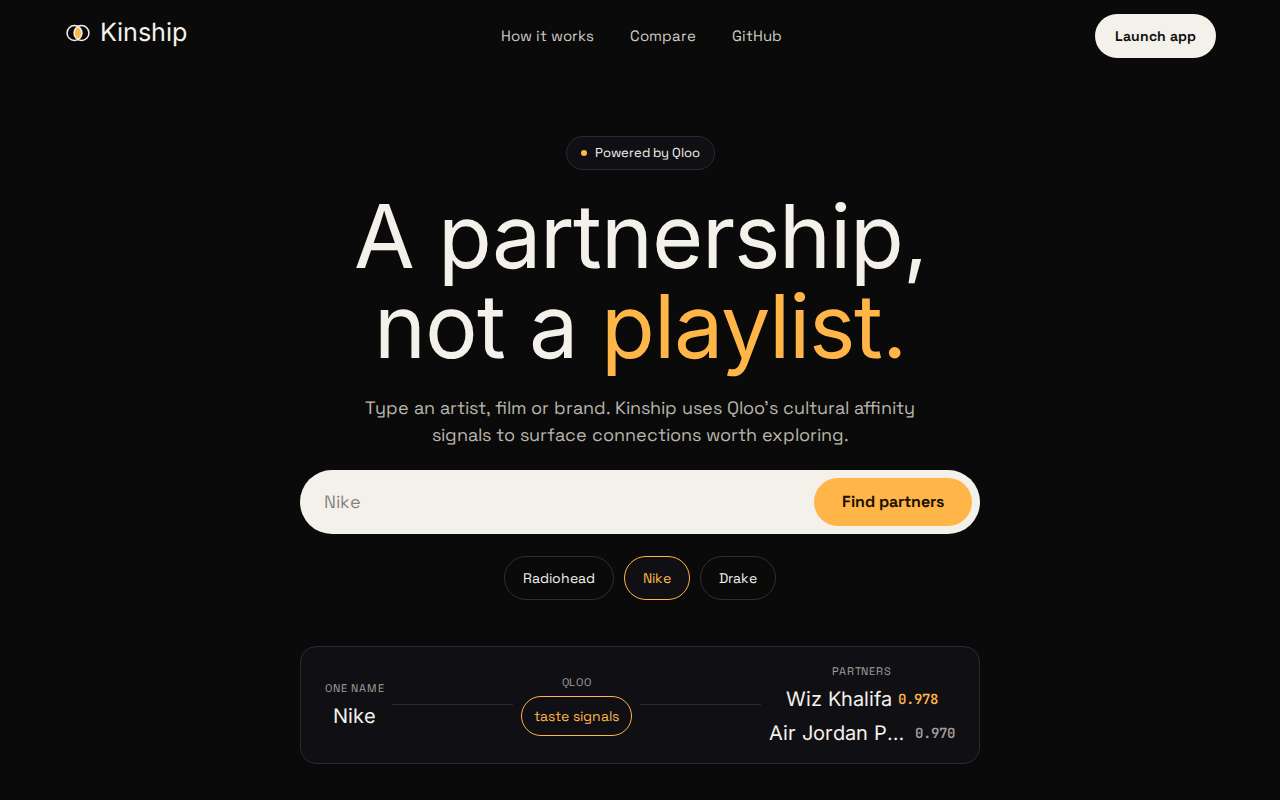 Kinship
How it works
Compare
GitHub
Launch app
Powered by Qloo
A partnership,
not a playlist.
Type an artist, film or brand. Kinship uses Qloo’s cultural affinity
signals to surface connections worth exploring.
Nike
Find partners
Radiohead
Nike
Drake
ONE NAME
Nike
QLOO
taste signals
PARTNERS
Wiz Khalifa 0.978
Air Jordan P... 0.970